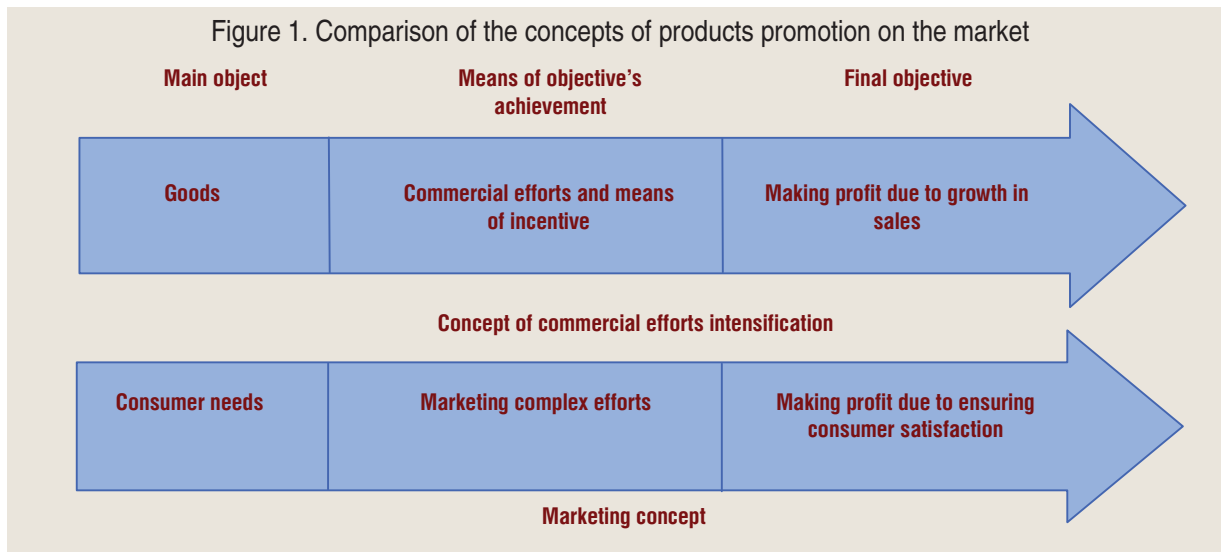 Figure 1. Comparison of the concepts of products promotion on the market
Main object
Means of objective's
achievement
Final objective
Goods
Commercial efforts and means
of incentive
Making profit due to growth in
sales
Concept of commercial efforts intensification
Consumer needs
Marketing complex efforts
Making profit due to ensuring
consumer satisfaction
Marketing concept